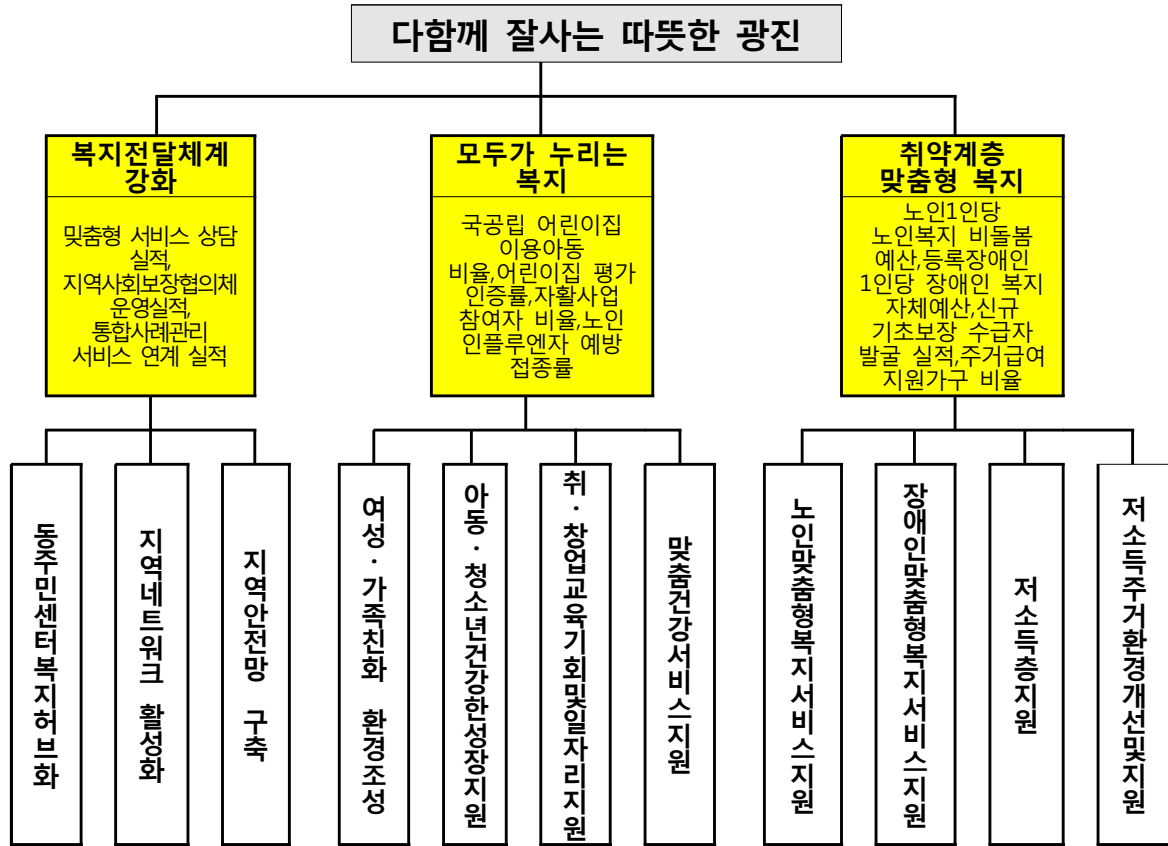 다함께 잘사는 따뜻한 광진
복지전달체계
강화
맞춤형 서비스 상담
실적,
지역사회보장협의체
운영실적,
통합사례관리
서비스 연계 실적
모두가 누리는
복지
국공립 어린이집
이용아동
비율,어린이집 평가
인증률,자활사업
참여자 비율,노인
인플루엔자 예방
접종률
취약계층
맞춤형 복지
노인1인당
노인복지 비돌봄
예산,등록장애인
1인당 장애인 복지
자체예산,신규
기초보장 수급자
발굴 실적,주거급여
지원가구 비율
동주민센터복지허브화
지역네트워크 활성화
지역안전망 구축
여성·가족친화 환경조성
아동·청소년건강한성장지원
취·창업교육기회및일자리지원
맞춤건강서비스지원
노인맞춤형복지서비스지원
장애인맞춤형복지서비스지원
저소득층지원
저소득주거환경개선및지원